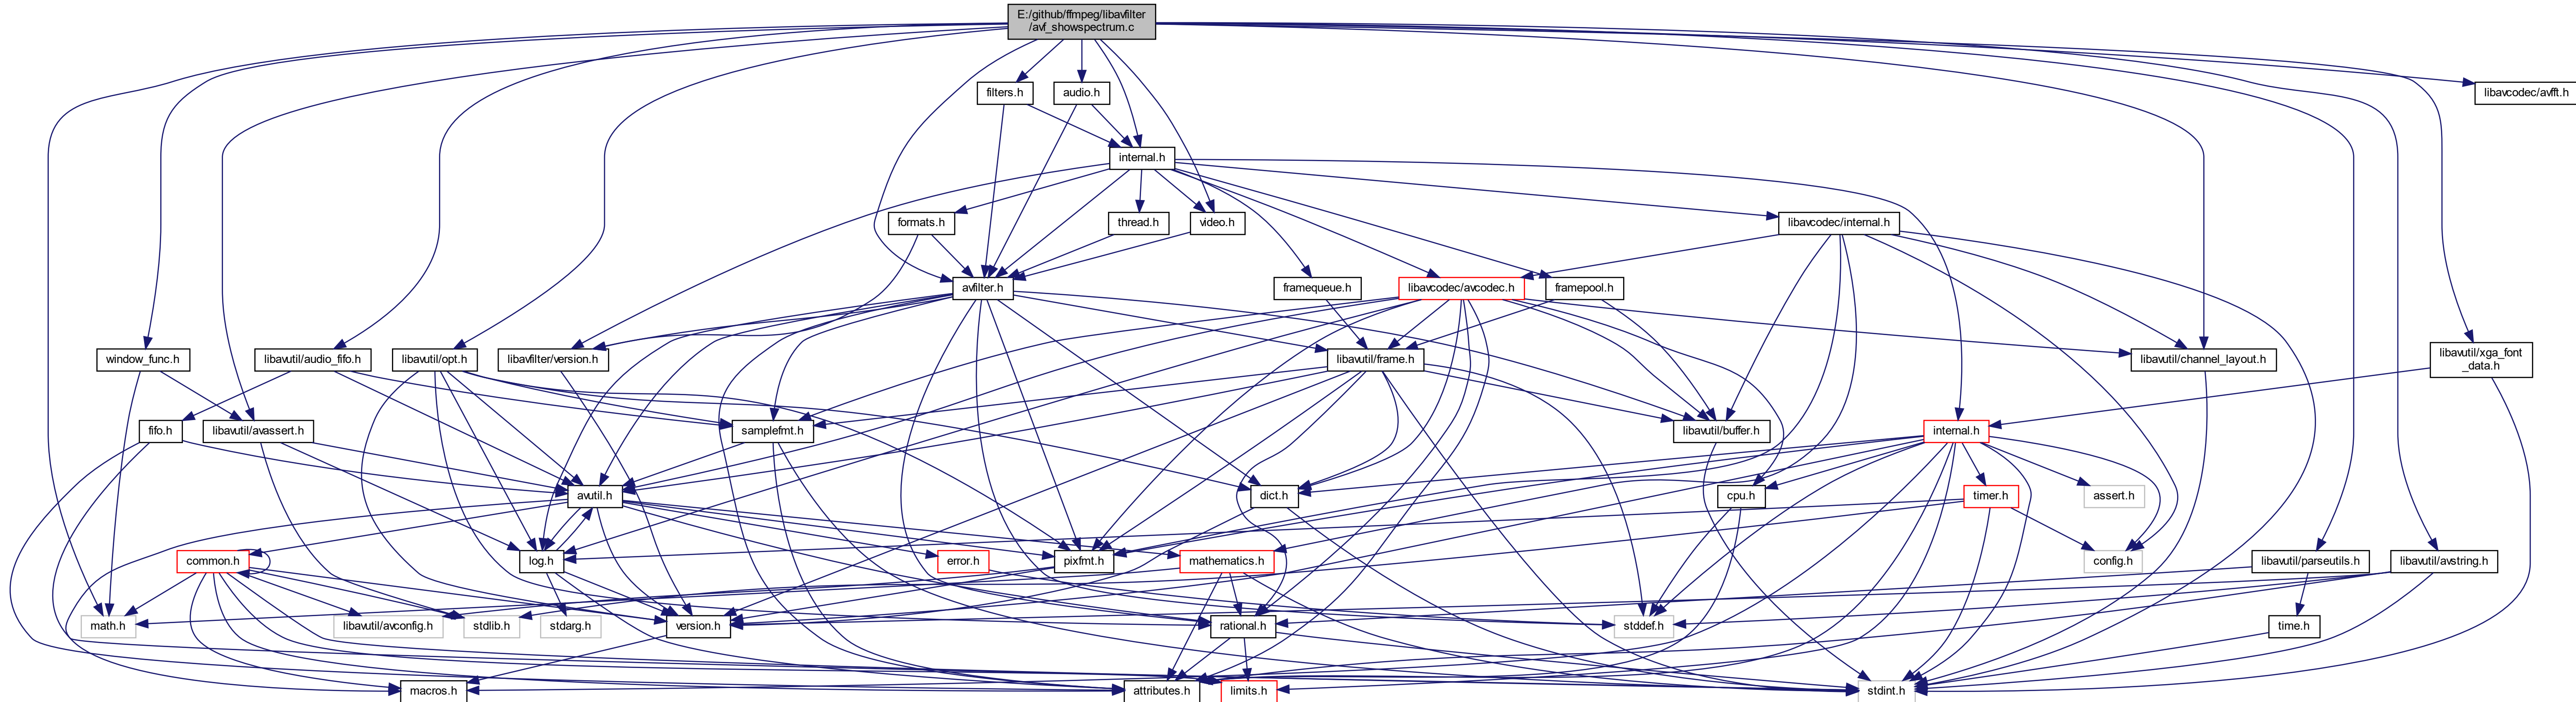 E:/github/ffmpeg/libavfilter
/avf_showspectrum.c
filters.h
audio.h
libavcodec/avfft.h
internal.h
formats.h
thread.h
video.h
libavcodec/internal.h
avfilter.h
framequeue.h
libavcodec/avcodec.h
framepool.h
window_func.h
libavutil/audio_fifo.h
libavutil/opt.h
libavfilter/version.h
libavutil/frame.h
libavutil/channel_layout.h
libavutil/xga_font
_data.h
fifo.h
libavutil/avassert.h
samplefmt.h
libavutil/buffer.h
internal.h
avutil.h
dict.h
cpu.h
timer.h
assert.h
common.h
log.h
error.h
pixfmt.h
mathematics.h
config.h
libavutil/parseutils.h
libavutil/avstring.h
math.h
libavutil/avconfig.h
stdlib.h
stdarg.h
version.h
rational.h
stddef.h
time.h
macros.h
attributes.h
limits.h
stdint.h